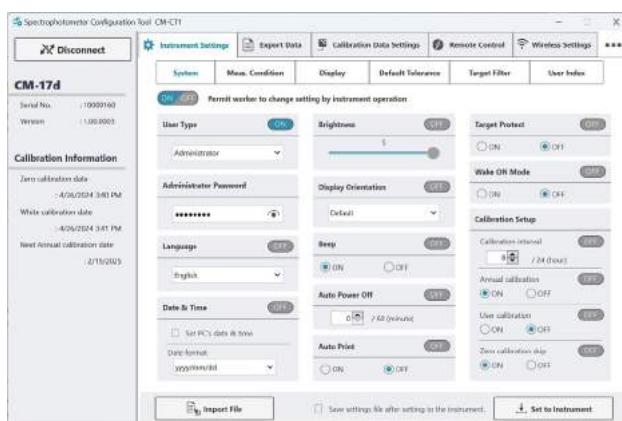 Spectrophotometer Configuration Tool CM-CT1
Disconnect
CM-17d
Serial No. : 10000160
Version : 1.00.0003
Calibration Information
Zero calibration date
: 4/26/2024 3:40 PM
White calibration date
: 4/26/2024 3:41 PM
Next Annual calibration date
: 2/15/2025
Instrument Settings
Export Data
Calibration Data Settings
Remote Control
Wireless Settings
System
Meas. Condition
Display
Default Tolerance
Target Filter
User Index
ON OFF Permit worker to change setting by instrument operation
User Type ON
Administrator
Administrator Password
Language OFF
English
Date & Time OFF
Set PC's date & time
Date format
yyyy/mm/dd
Brightness OFF
5
Display Orientation OFF
Default
Beep OFF
ON OFF
Auto Power Off OFF
0 / 60 (minute)
Auto Print OFF
ON OFF
Target Protect OFF
ON OFF
Wake ON Mode OFF
ON OFF
Calibration Setup
Calibration interval OFF
8 / 24 (hour)
Annual calibration OFF
ON OFF
User calibration OFF
ON OFF
Zero calibration skip OFF
ON OFF
Import File
Save settings file after setting to the instrument.
Set to Instrument